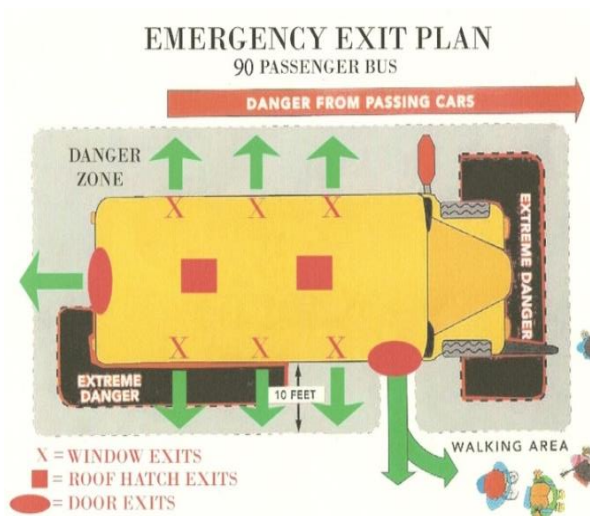 EMERGENCY EXIT PLAN
90 PASSENGER BUS
DANGER FROM PASSING CARS
DANGER
ZONE
X
X
X
EXTREME DANGER
X
X
X
EXTREME
DANGER
10 FEET
WALKING AREA
X = WINDOW EXITS
= ROOF HATCH EXITS
= DOOR EXITS